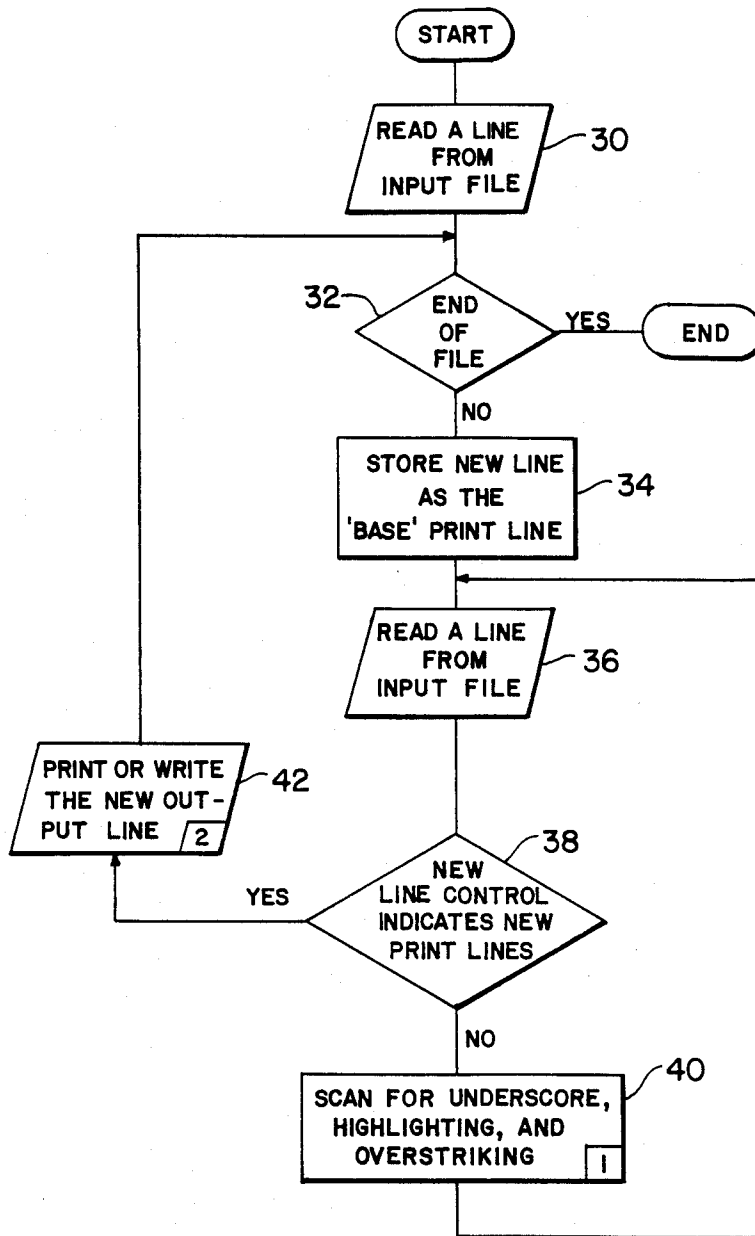 START
READ A LINE
FROM
INPUT FILE
30
32
END
OF
FILE
YES
END
NO
STORE NEW LINE
AS THE
'BASE' PRINT LINE
34
READ A LINE
FROM
INPUT FILE
36
PRINT OR WRITE
THE NEW OUT-
PUT LINE
2
42
38
NEW
LINE CONTROL
INDICATES NEW
PRINT LINES
YES
NO
40
SCAN FOR UNDERSCORE,
HIGHLIGHTING, AND
OVERSTRIKING
1